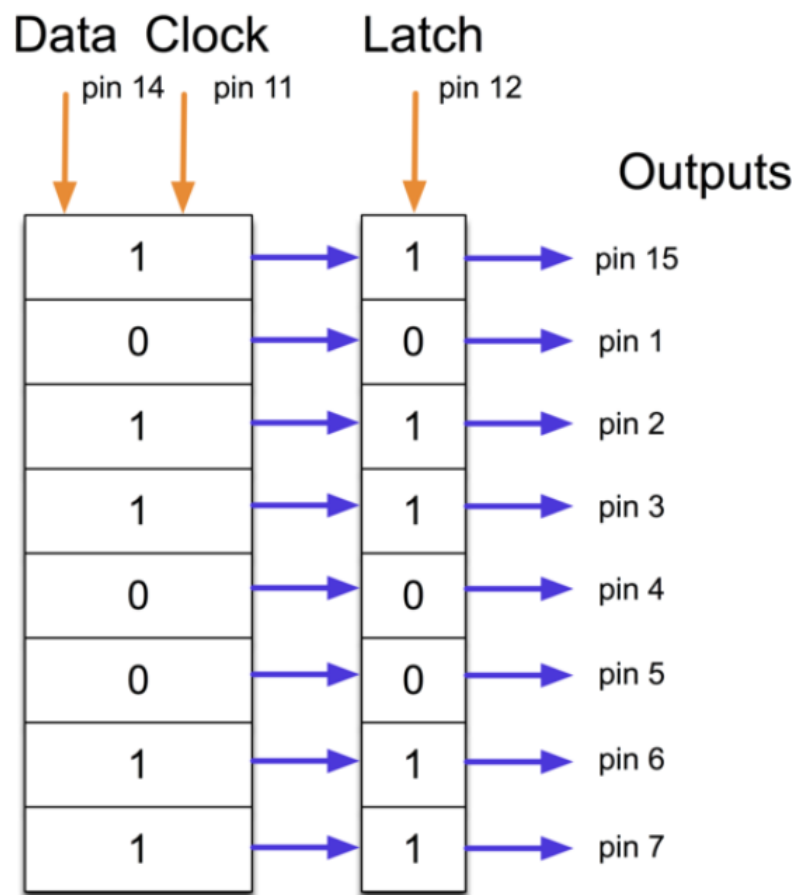 Data Clock Latch
pin 14 pin 11 pin 12
Outputs
1 1 pin 15
0 0 pin 1
1 1 pin 2
1 1 pin 3
0 0 pin 4
0 0 pin 5
1 1 pin 6
1 1 pin 7